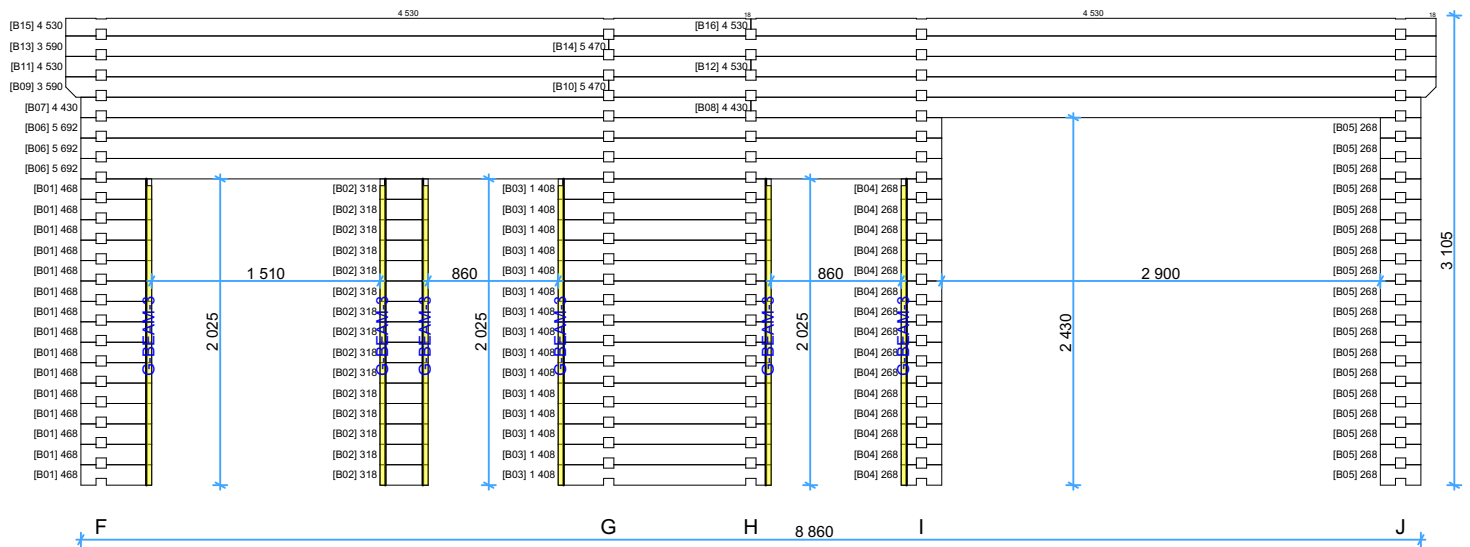 4 530 18 4 530 18
[B15] 4 530 [B16] 4 530
[B13] 3 590 [B14] 5 470
[B11] 4 530 [B12] 4 530
[B09] 3 590 [B10] 5 470
[B07] 4 430 [B08] 4 430
[B06] 5 692 [B05] 268
[B06] 5 692 [B05] 268
[B06] 5 692 [B05] 268
[B01] 468 [B02] 318 [B03] 1 408 [B04] 268 [B05] 268
[B01] 468 [B02] 318 [B03] 1 408 [B04] 268 [B05] 268
[B01] 468 [B02] 318 [B03] 1 408 [B04] 268 [B05] 268
[B01] 468 [B02] 318 [B03] 1 408 [B04] 268 [B05] 268
[B01] 468 [B02] 318 [B03] 1 408 [B04] 268 [B05] 268
1 510 860 860 2 900
3 105
[B01] 468 [B02] 318 [B03] 1 408 [B04] 268 [B05] 268
[B01] 468 [B02] 318 [B03] 1 408 [B04] 268 [B05] 268
[B01] 468 [B02] 318 [B03] 1 408 [B04] 268 [B05] 268
G-BEAM-3 2 025 G-BEAM-3 G-BEAM-3 2 025 G-BEAM-3 G-BEAM-3 2 025 G-BEAM-3 2 430
[B01] 468 [B02] 318 [B03] 1 408 [B04] 268 [B05] 268
[B01] 468 [B02] 318 [B03] 1 408 [B04] 268 [B05] 268
[B01] 468 [B02] 318 [B03] 1 408 [B04] 268 [B05] 268
[B01] 468 [B02] 318 [B03] 1 408 [B04] 268 [B05] 268
[B01] 468 [B02] 318 [B03] 1 408 [B04] 268 [B05] 268
[B01] 468 [B02] 318 [B03] 1 408 [B04] 268 [B05] 268
[B01] 468 [B02] 318 [B03] 1 408 [B04] 268 [B05] 268
F G H I J
8 860